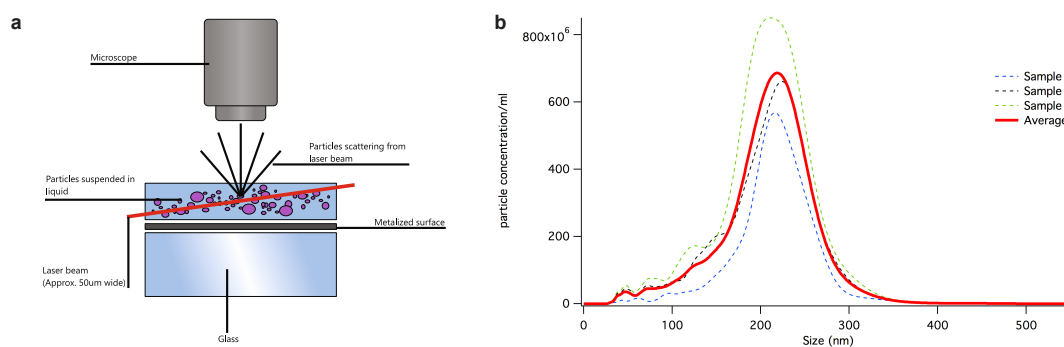 a
Microscope
Particles scattering from
laser beam
Particles suspended in
liquid
Metalized surface
Laser beam
(Approx. 50um wide)
Glass
b
800x10⁶
600
400
200
0
particle concentration/ml
0
100
200
300
400
500
Size (nm)
Sample
Sample
Sample
Average